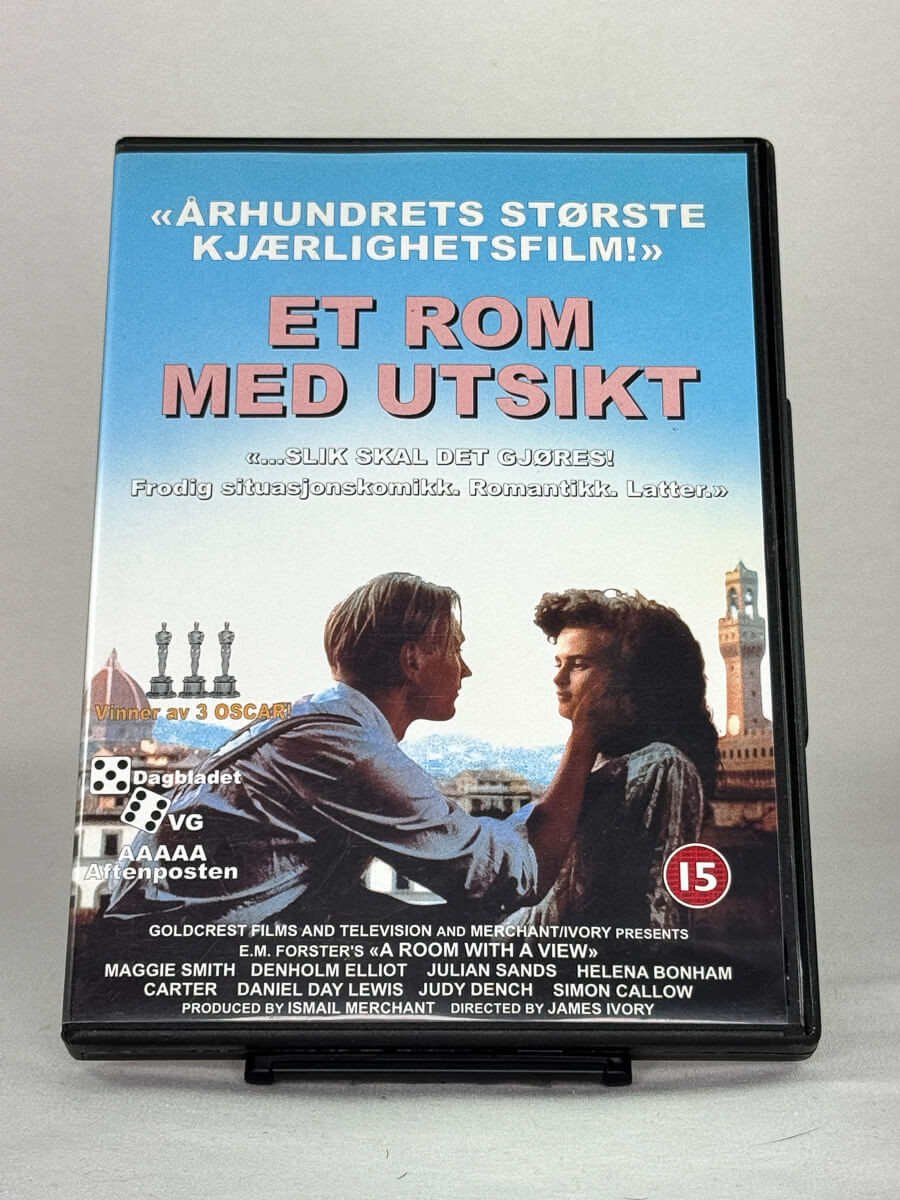 «ÅRHUNDRETS STØRSTE
KJÆRLIGHETSFILM!»
ET ROM
MED UTSIKT
«...SLIK SKAL DET GJØRES!
Frodig situasjonskomikk. Romantikk. Latter.»
Vinner av 3 OSCAR!
Dagbladet
VG
AAAAA
Aftenposten
15
GOLDCREST FILMS AND TELEVISION AND MERCHANT/IVORY PRESENTS
E.M. FORSTER'S «A ROOM WITH A VIEW»
MAGGIE SMITH DENHOLM ELLIOT JULIAN SANDS HELENA BONHAM
CARTER DANIEL DAY LEWIS JUDY DENCH SIMON CALLOW
PRODUCED BY ISMAIL MERCHANT DIRECTED BY JAMES IVORY